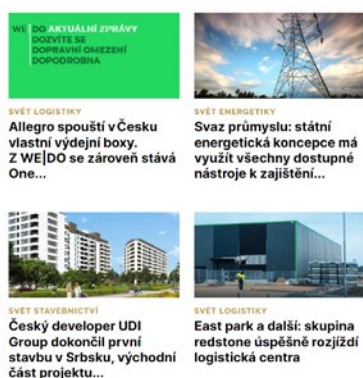 WE DO AKTUÁLNÍ ZPRÁVY
DOZVÍTE SE
DOPRAVNÍ OMEZENÍ
DOPODROBNA
SVĚT LOGISTIKY
Allegro spouští v Česku
vlastní výdejní boxy.
Z WE|DO se zároveň stává
One...
SVĚT ENERGETIKY
Svaz průmyslu: státní
energetická koncepce má
využít všechny dostupné
nástroje k zajištění...
SVĚT STAVEBNICTVÍ
Český developer UDI
Group dokončil první
stavbu v Srbsku, východní
část projektu...
SVĚT LOGISTIKY
East park a další: skupina
redstone úspěšně rozjíždí
logistická centra